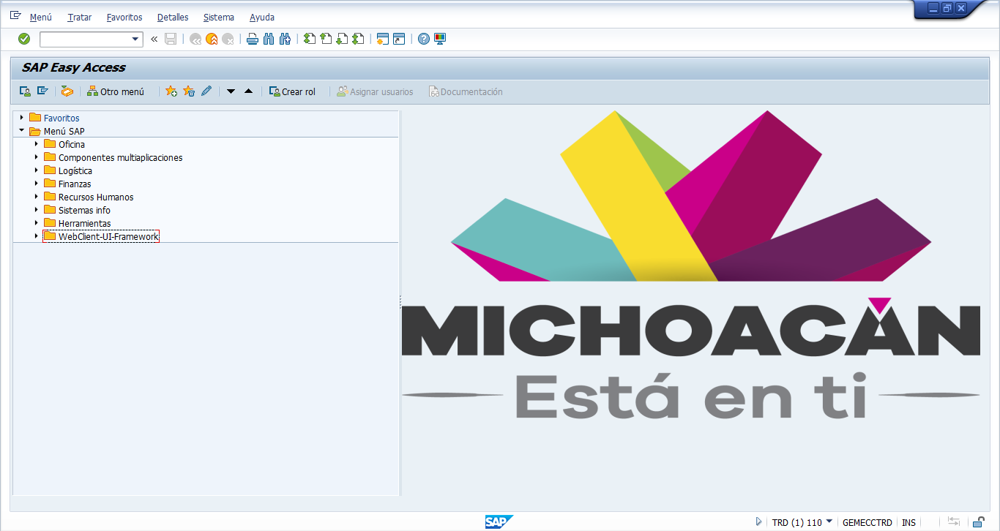 Menú Tratar Favoritos Detalles Sistema Ayuda
SAP Easy Access
Otro menú Crear rol Asignar usuarios Documentación
Favoritos
Menú SAP
Oficina
Componentes multiaplicaciones
Logística
Finanzas
Recursos Humanos
Sistemas info
Herramientas
WebClient-UI-Framework
MICHOACÁN
Está en ti
SAP
TRD (1) 110 GEMECCTRD INS